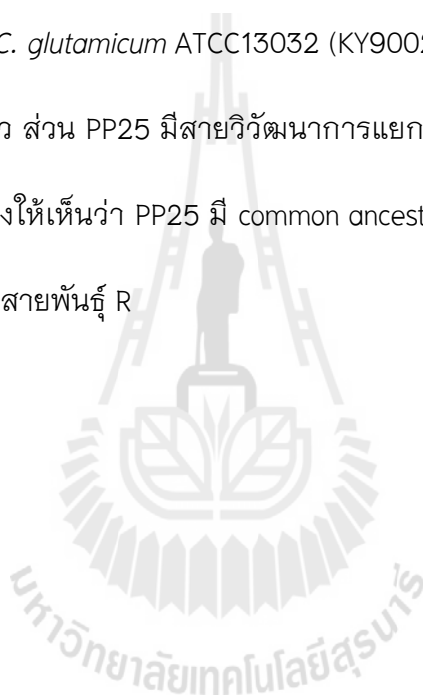 C. glutamicum ATCC13032 (KY9002
ว ส่วน PP25 มีสายวิวัฒนาการแยก
งให้เห็นว่า PP25 มี common ancest
สายพันธุ์ R
มหาวิทยาลัยเทคโนโลยีสุรนารี